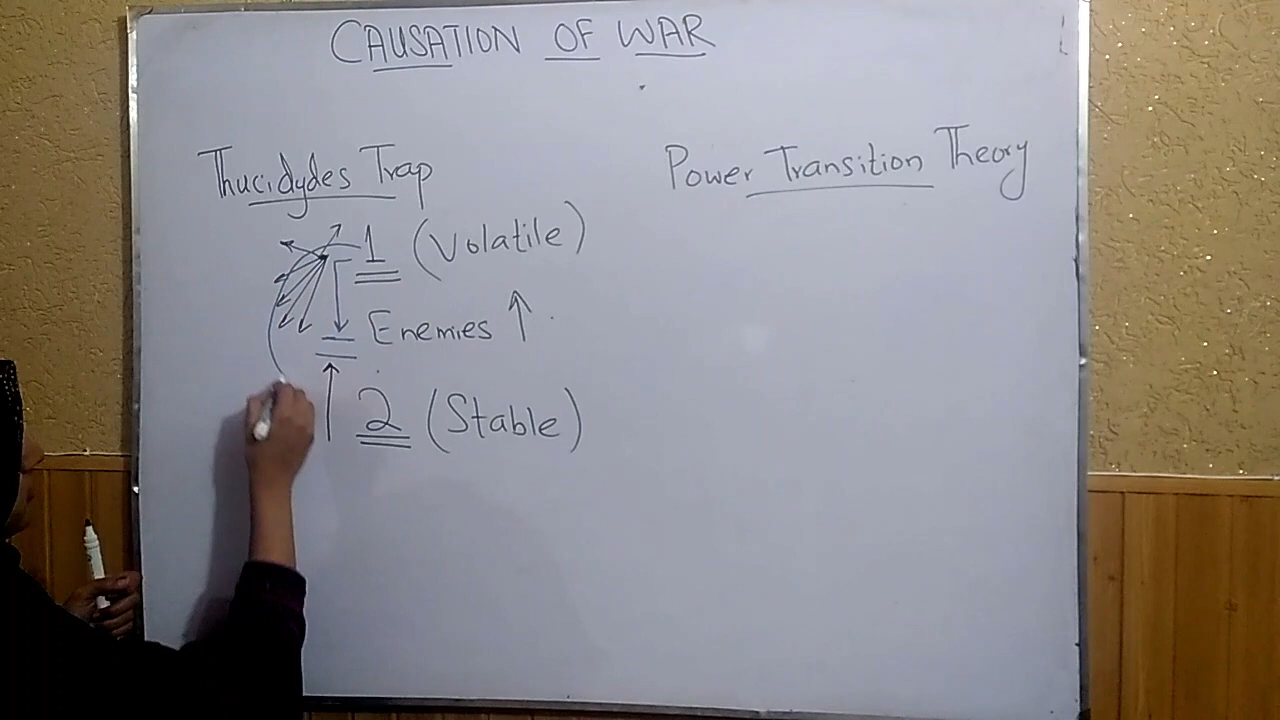 CAUSATION OF WAR
Thucidydes Trap
1 (Volatile)
Enemies ↑
2 (Stable)
Power Transition Theory